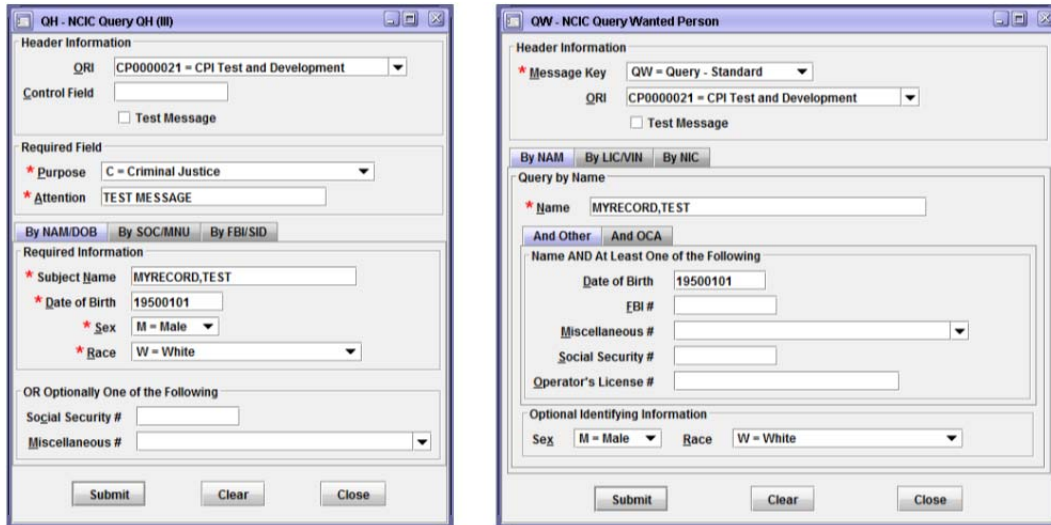 QH - NCIC Query QH (III)
Header Information
ORI CP0000021 = CPI Test and Development
Control Field
Test Message
Required Field
* Purpose C = Criminal Justice
* Attention TEST MESSAGE
By NAM/DOB By SOC/MNU By FBI/SID
Required Information
* Subject Name MYRECORD,TEST
* Date of Birth 19500101
* Sex M = Male
* Race W = White
OR Optionally One of the Following
Social Security #
Miscellaneous #
Submit Clear Close
QW - NCIC Query Wanted Person
Header Information
* Message Key QW = Query - Standard
ORI CP0000021 = CPI Test and Development
Test Message
By NAM By LIC/VIN By NIC
Query by Name
* Name MYRECORD,TEST
And Other And OCA
Name AND At Least One of the Following
Date of Birth 19500101
FBI #
Miscellaneous #
Social Security #
Operator's License #
Optional Identifying Information
Sex M = Male Race W = White
Submit Clear Close